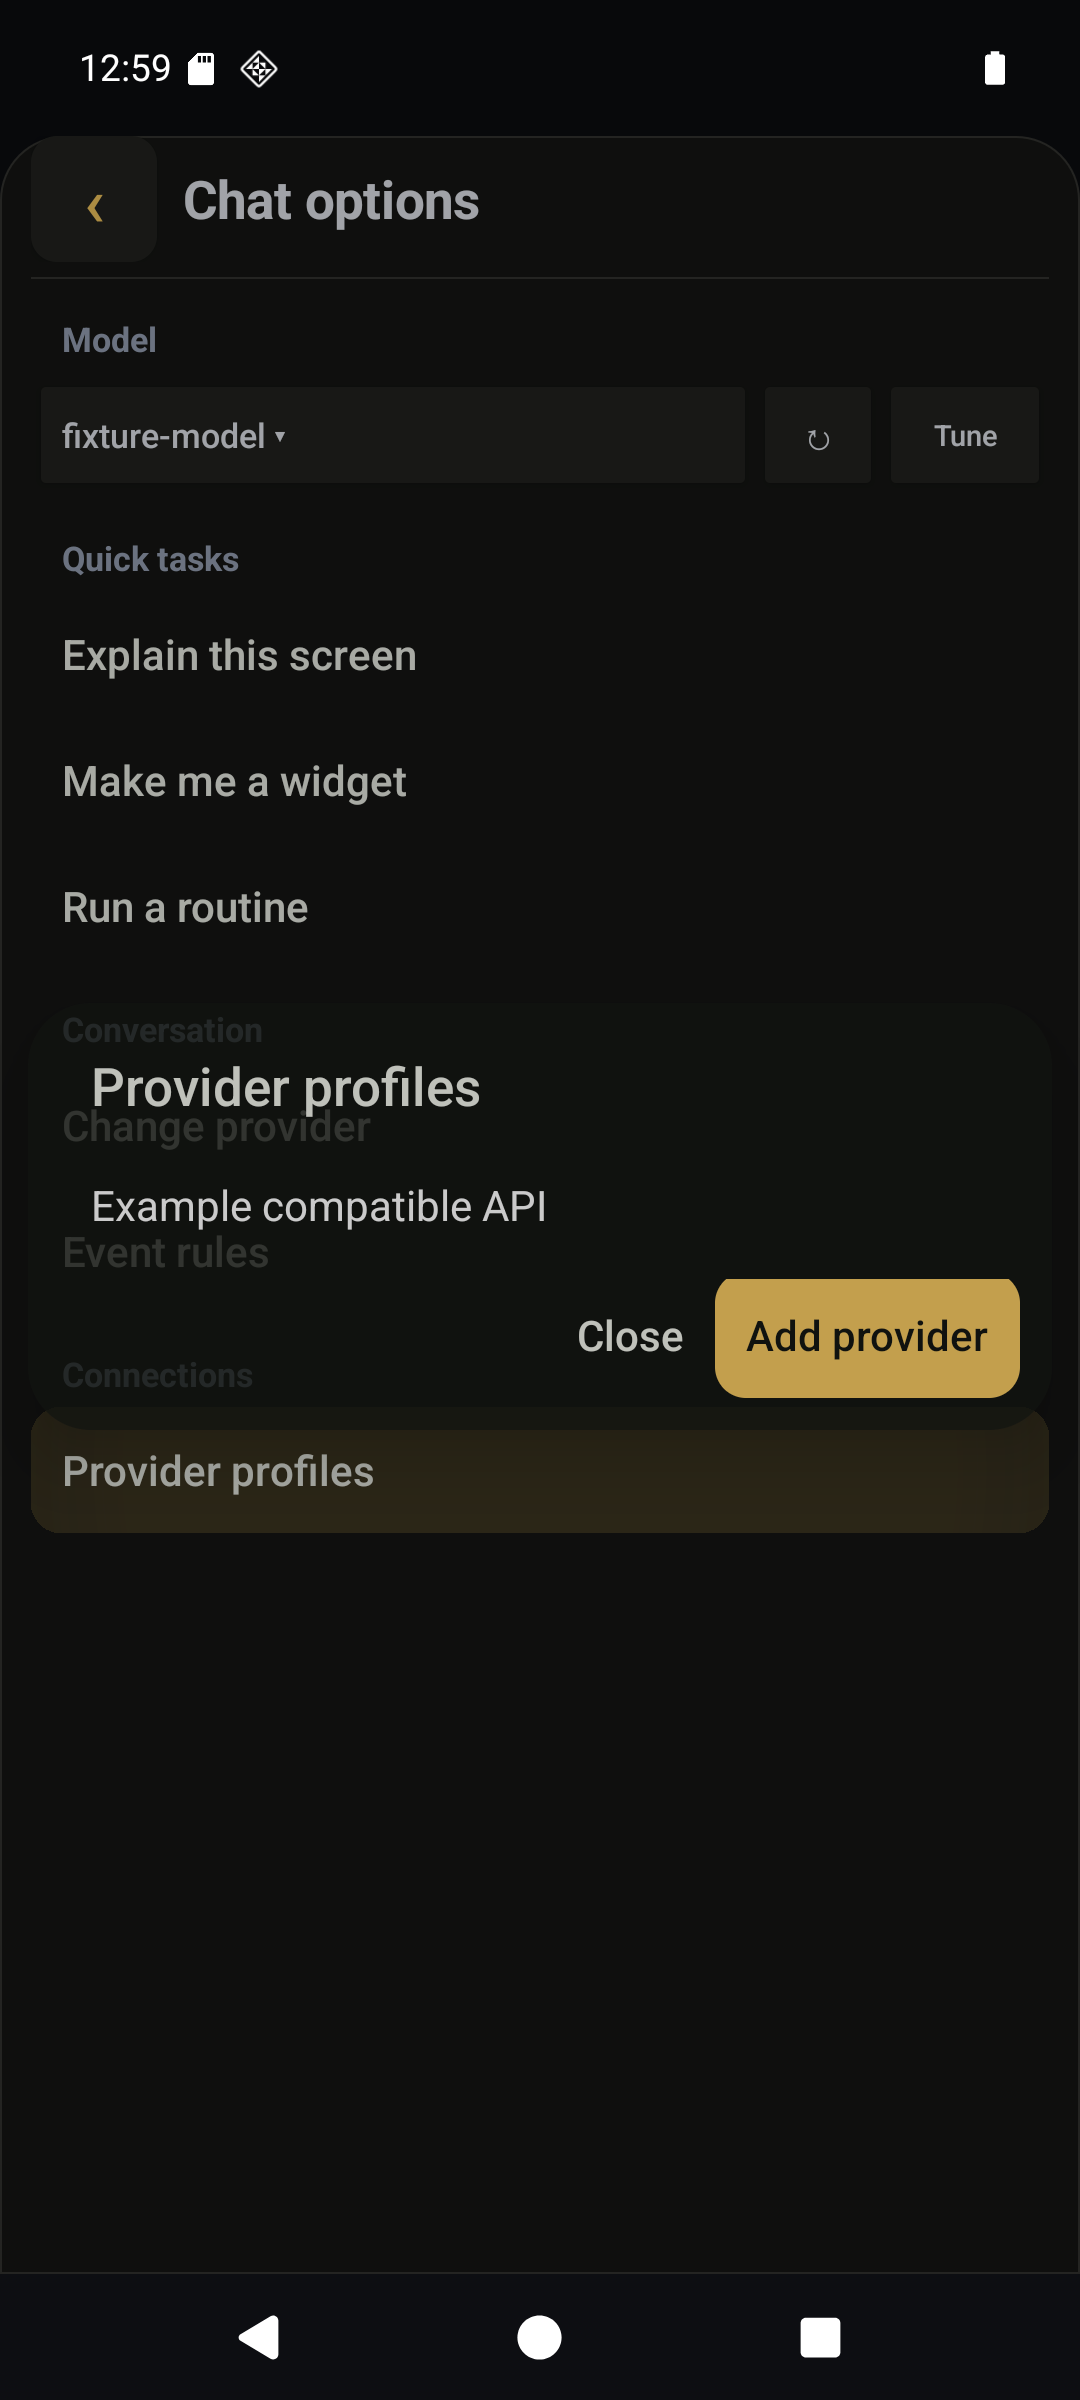 12:59
Chat options
Model
fixture-model ▾
Tune
Quick tasks
Explain this screen
Make me a widget
Run a routine
Conversation
Provider profiles
Change provider
Example compatible API
Event rules
Close Add provider
Connections
Provider profiles